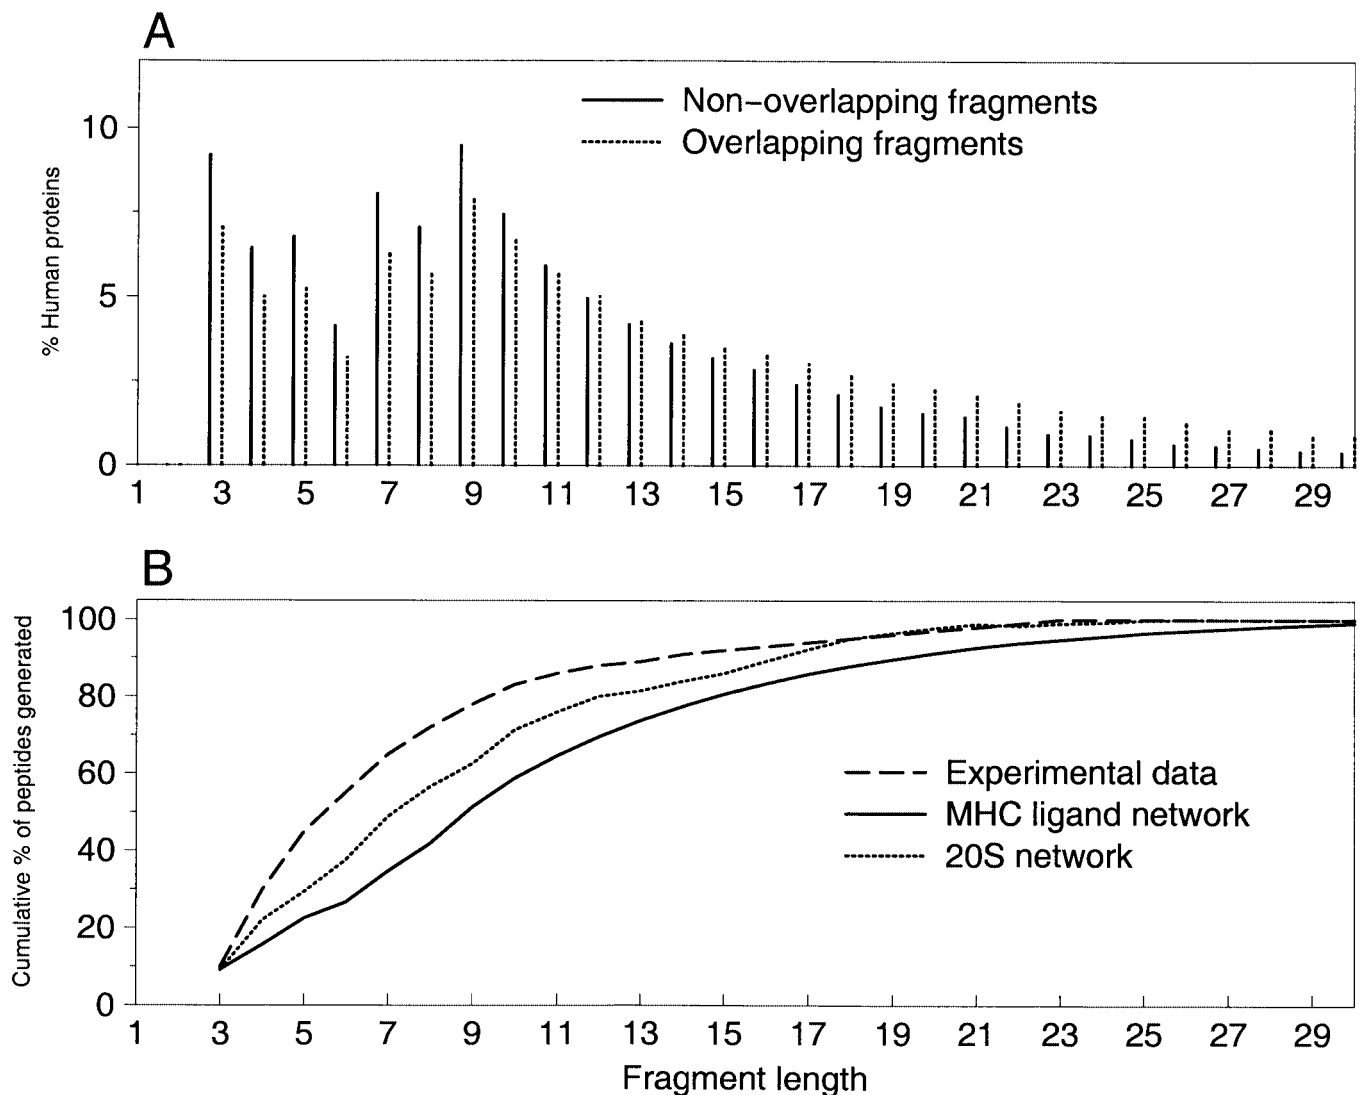 A
Non-overlapping fragments
Overlapping fragments
% Human proteins
10
5
0
1 3 5 7 9 11 13 15 17 19 21 23 25 27 29
B
Cumulative % of peptides generated
100
80
60
40
20
0
Experimental data
MHC ligand network
20S network
1 3 5 7 9 11 13 15 17 19 21 23 25 27 29
Fragment length